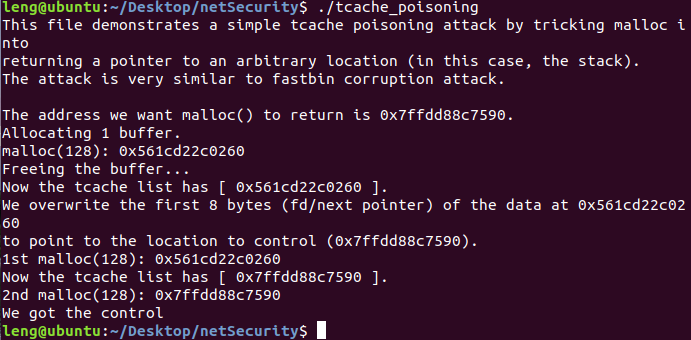 leng@ubuntu:~/Desktop/netSecurity$ ./tcache_poisoning
This file demonstrates a simple tcache poisoning attack by tricking malloc i
nto
returning a pointer to an arbitrary location (in this case, the stack).
The attack is very similar to fastbin corruption attack.

The address we want malloc() to return is 0x7ffdd88c7590.
Allocating 1 buffer.
malloc(128): 0x561cd22c0260
Freeing the buffer...
Now the tcache list has [ 0x561cd22c0260 ].
We overwrite the first 8 bytes (fd/next pointer) of the data at 0x561cd22c02
60
to point to the location to control (0x7ffdd88c7590).
1st malloc(128): 0x561cd22c0260
Now the tcache list has [ 0x7ffdd88c7590 ].
2nd malloc(128): 0x7ffdd88c7590
We got the control
leng@ubuntu:~/Desktop/netSecurity$